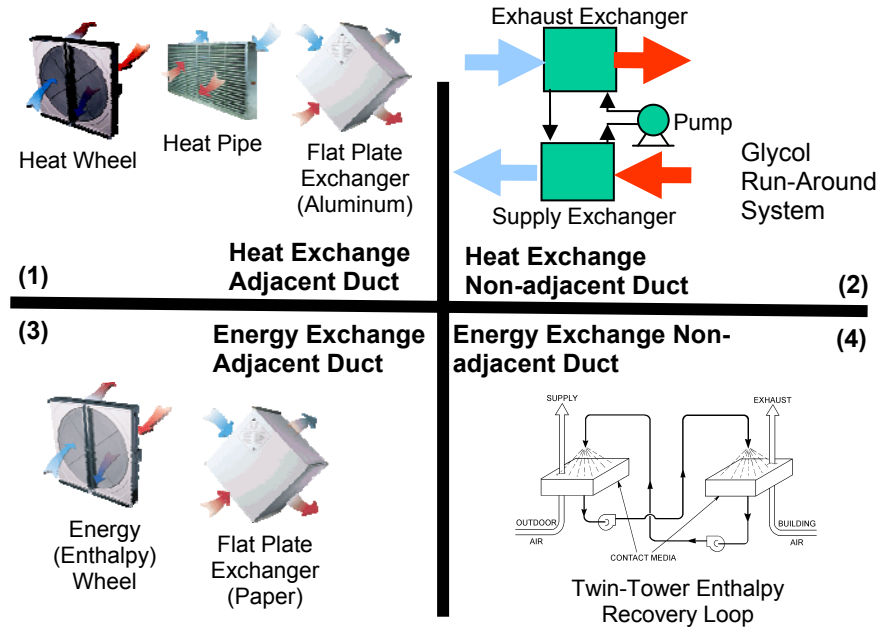 Heat Wheel
Heat Pipe
Flat Plate
Exchanger
(Aluminum)
(1)
Heat Exchange
Adjacent Duct
Exhaust Exchanger
Pump
Supply Exchanger
Glycol
Run-Around
System
Heat Exchange
Non-adjacent Duct
(2)
(3)
Energy Exchange
Adjacent Duct
Energy
(Enthalpy)
Wheel
Flat Plate
Exchanger
(Paper)
Energy Exchange Non-
adjacent Duct
(4)
SUPPLY
EXHAUST
OUTDOOR
AIR
CONTACT MEDIA
BUILDING
AIR
Twin-Tower Enthalpy
Recovery Loop